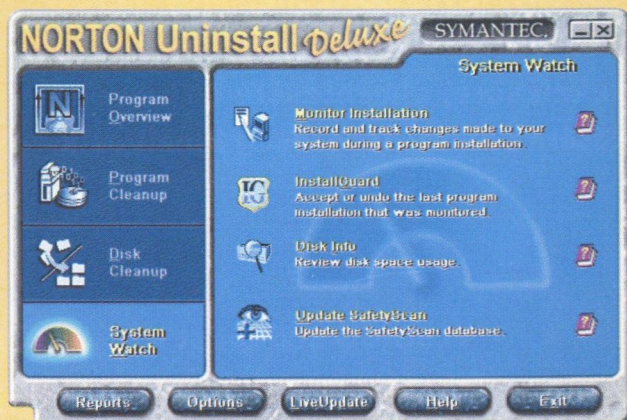 NORTON Uninstall Deluxe
SYMANTEC.
System Watch
Program
Overview
Program
Cleanup
Disk
Cleanup
System
Watch
Monitor Installation
Record and track changes made to your
system during a program installation.
InstallGuard
Accept or undo the last program
installation that was monitored.
Disk Info
Review disk space usage.
Update SafetyScan
Update the SafetyScan database.
Reports
Options
LiveUpdate
Help
Exit
N
IG